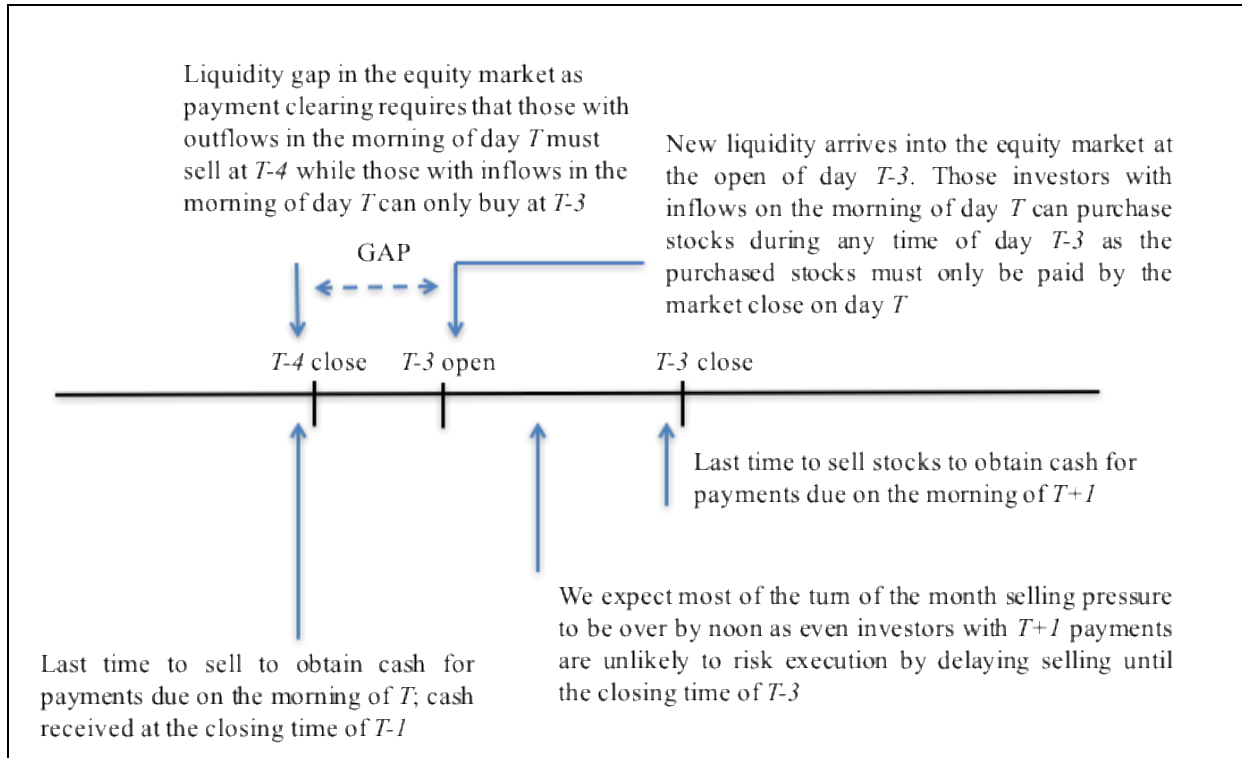 Liquidity gap in the equity market as
payment clearing requires that those with
outflows in the morning of day T must
sell at T-4 while those with inflows in the
morning of day T can only buy at T-3
New liquidity arrives into the equity market at
the open of day T-3. Those investors with
inflows on the morning of day T can purchase
stocks during any time of day T-3 as the
purchased stocks must only be paid by the
market close on day T
GAP
T-4 close
T-3 open
T-3 close
Last time to sell stocks to obtain cash for
payments due on the morning of T+1
We expect most of the turn of the month selling pressure
to be over by noon as even investors with T+1 payments
are unlikely to risk execution by delaying selling until
the closing time of T-3
Last time to sell to obtain cash for
payments due on the morning of T; cash
received at the closing time of T-1